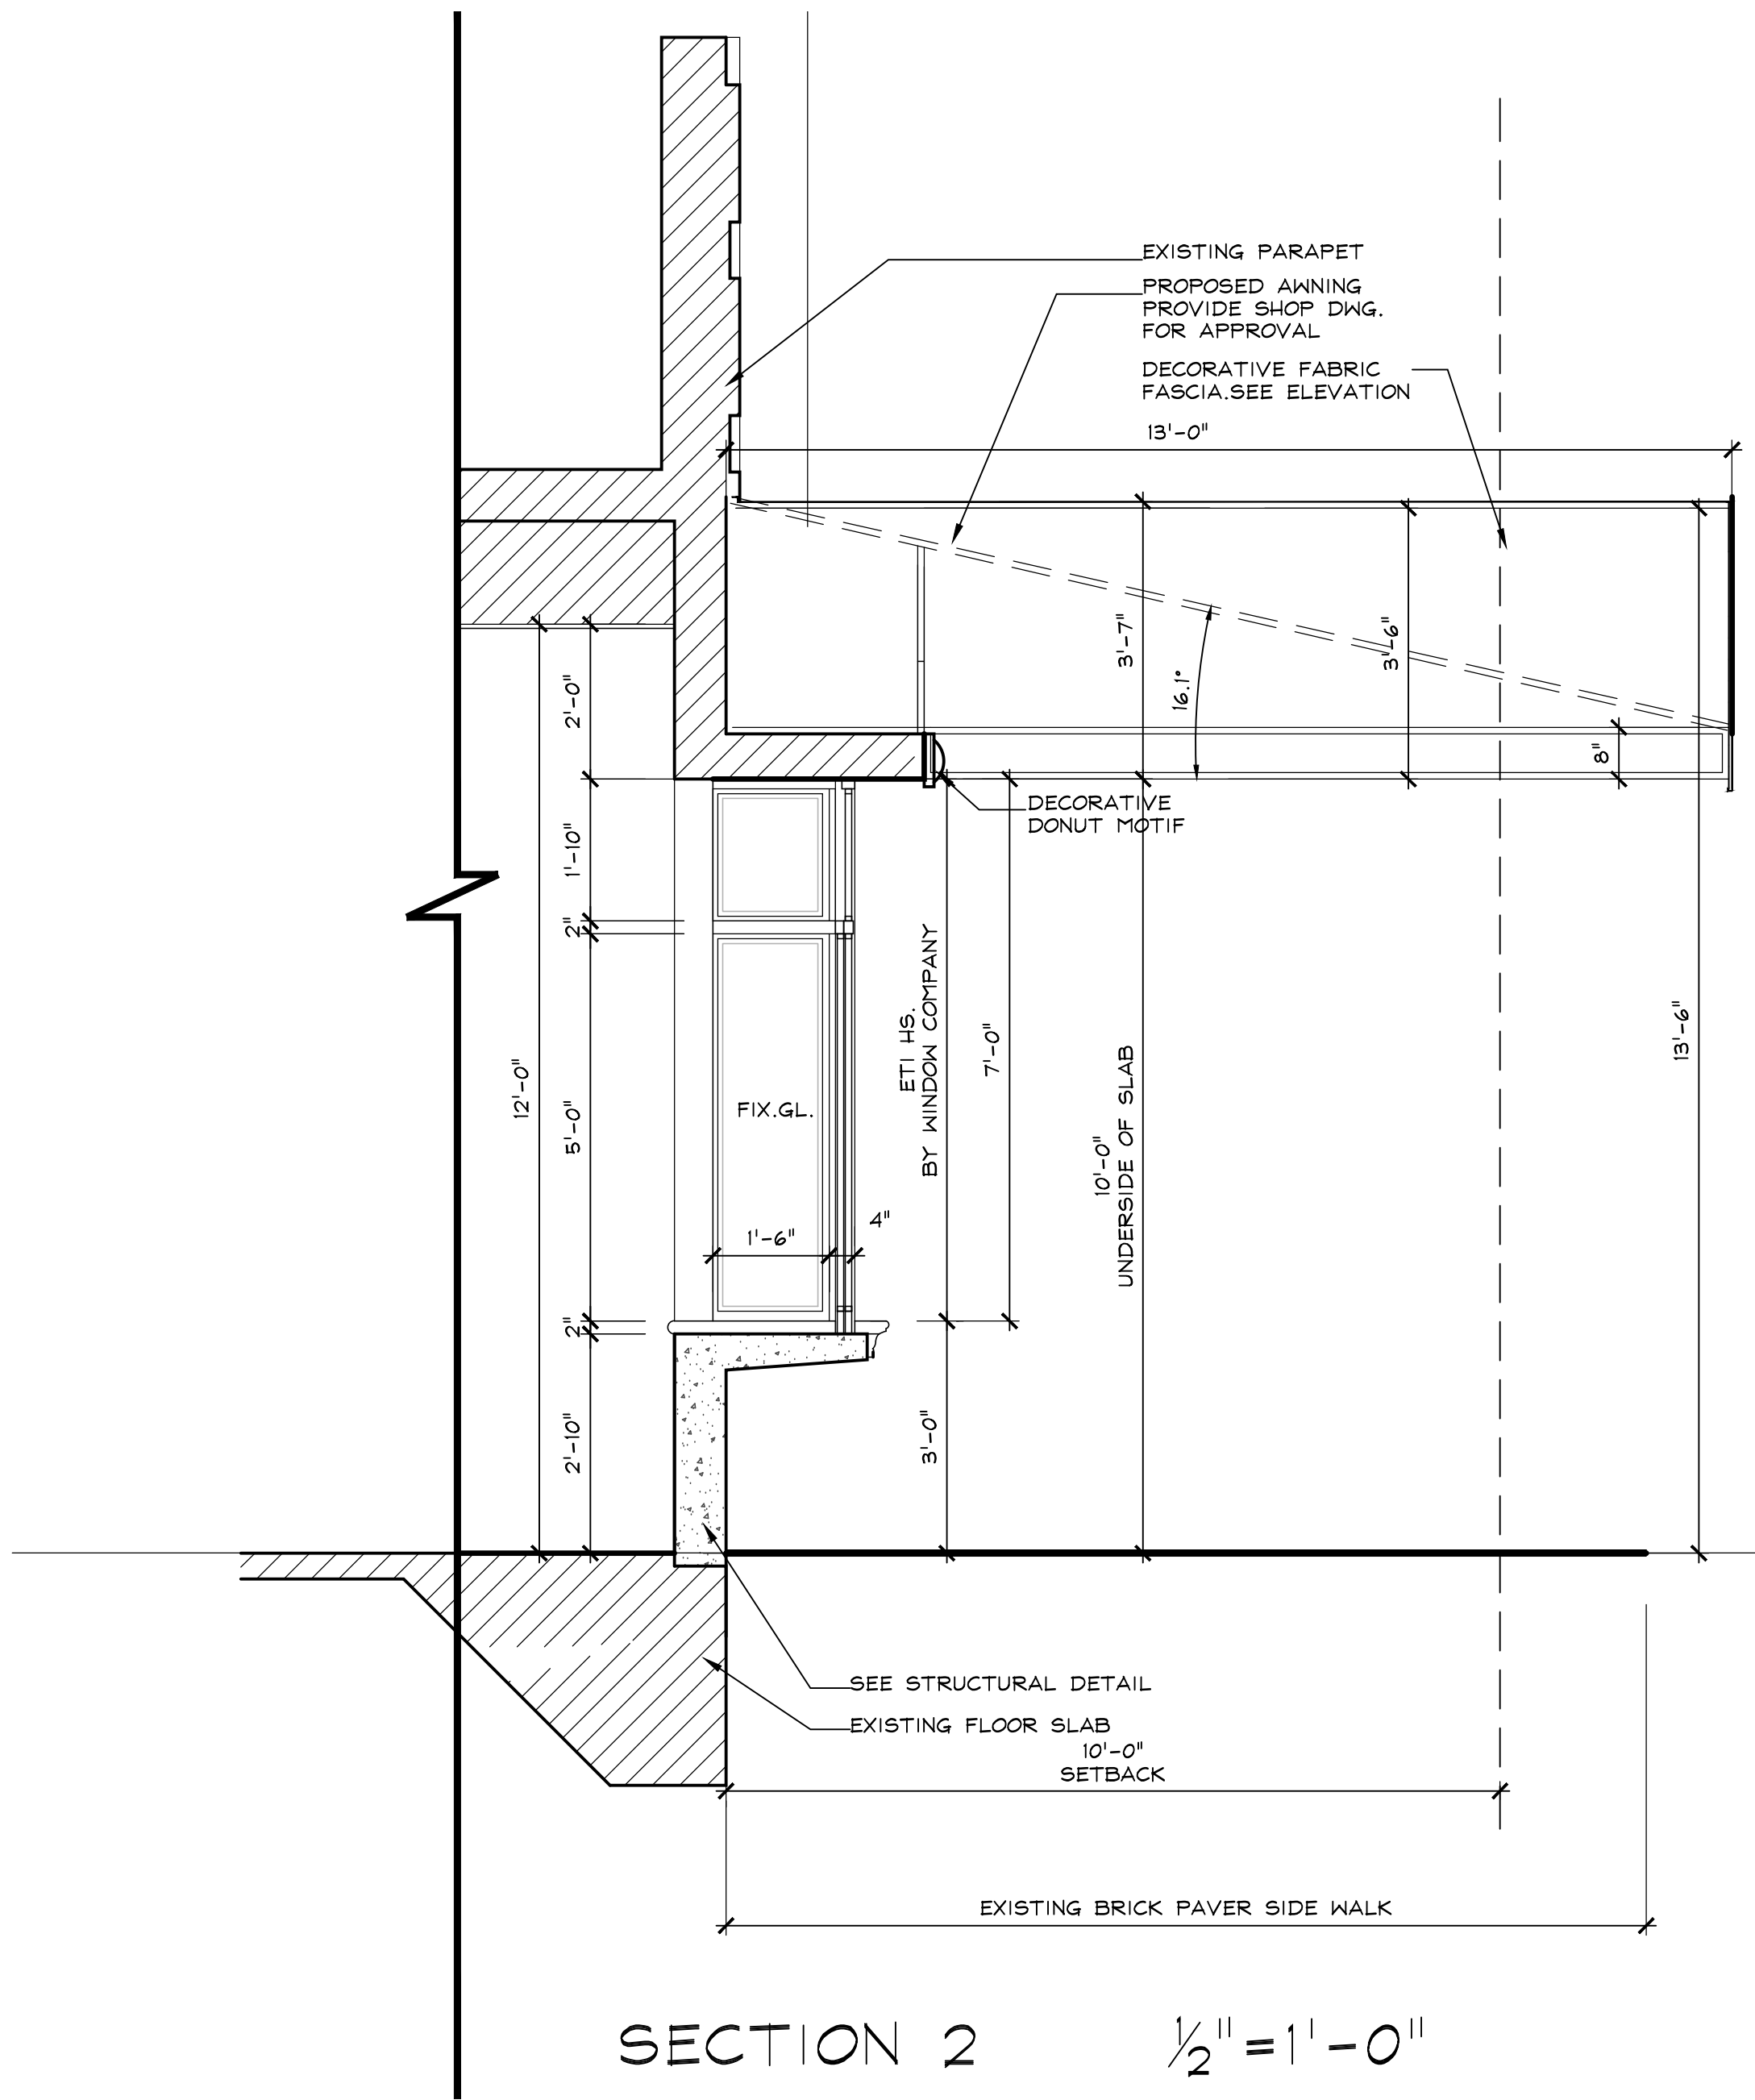 EXISTING PARAPET
PROPOSED AWNING
PROVIDE SHOP DWG.
FOR APPROVAL
DECORATIVE FABRIC
FASCIA.SEE ELEVATION
13'-0"
3'-7"
3'-6"
16.1°
8"
2'-0"
DECORATIVE
DONUT MOTIF
1'-10"
2"
12'-0"
5'-0"
FIX.GL.
ETI HS.
BY WINDOW COMPANY
7'-0"
10'-0"
UNDERSIDE OF SLAB
13'-6"
1'-6"
4"
2"
2'-10"
3'-0"
SEE STRUCTURAL DETAIL
EXISTING FLOOR SLAB
10'-0"
SETBACK
EXISTING BRICK PAVER SIDE WALK
SECTION 2
½"=1'-0"